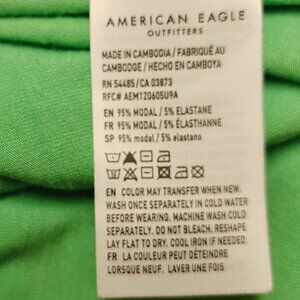 AMERICAN EAGLE
OUTFITTERS
MADE IN CAMBODIA / FABRIQUÉ AU
CAMBODGE / HECHO EN CAMBOYA
RN 54485/CA 03873
RFC# AEM120605U9A
EN 95% MODAL / 5% ELASTANE
FR 95% MODAL / 5% ÉLASTHANNE
SP 95% modal / 5% elastano
EN COLOR MAY TRANSFER WHEN NEW.
WASH ONCE SEPARATELY IN COLD WATER
BEFORE WEARING. MACHINE WASH COLD
SEPARATELY. DO NOT BLEACH. RESHAPE
LAY FLAT TO DRY. COOL IRON IF NEEDED.
FR LA COULEUR PEUT DÉTEINDRE
LORSQUE NEUF. LAVER UNE FOIS